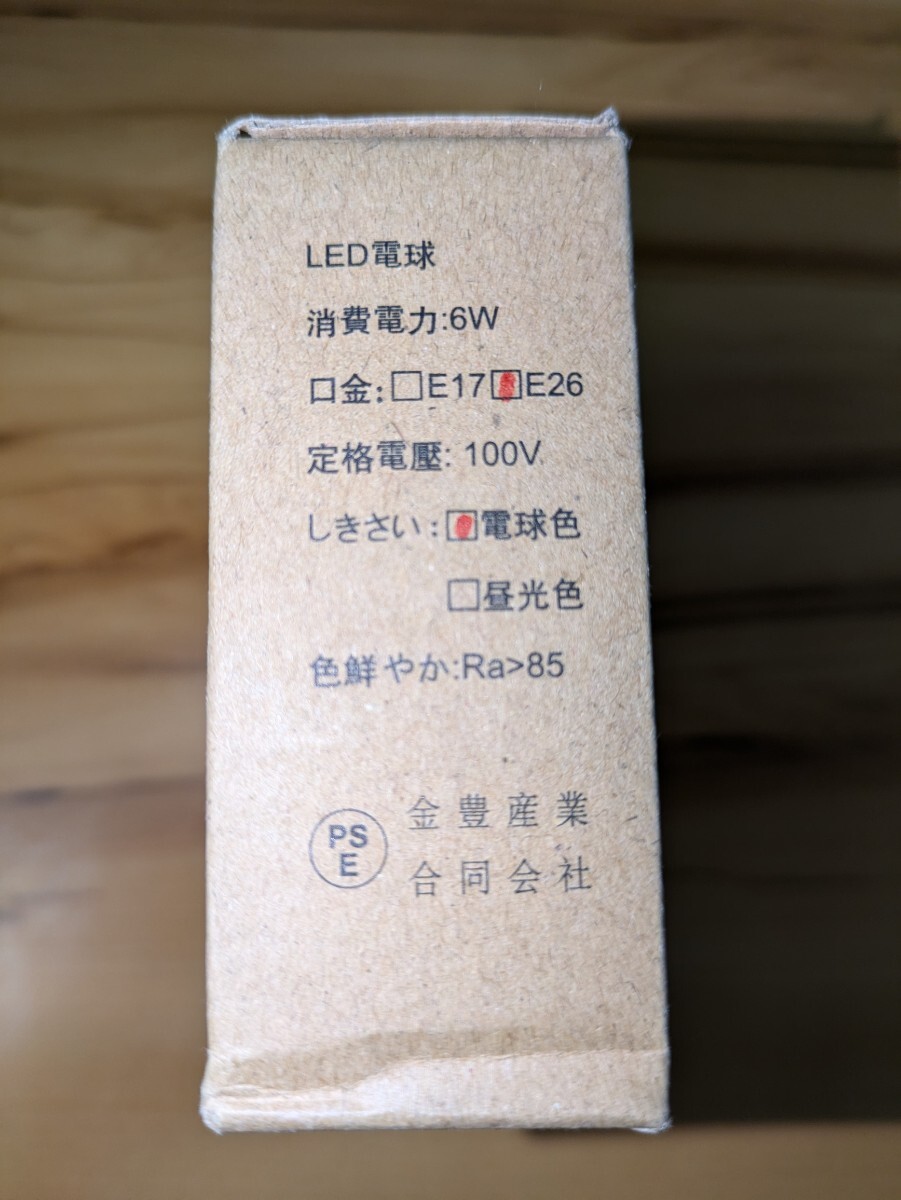 LED電球
消費電力:6W
口金:□E17☑E26
定格電壓: 100V
しきさい:☑電球色
□昼光色
色鮮やか:Ra>85
PS
E
金豊産業
合同会社